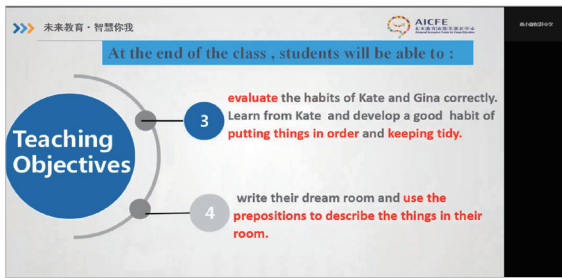 未来教育·智慧你我
AICFE
At the end of the class , students will be able to :
Teaching
Objectives
3
evaluate the habits of Kate and Gina correctly.
Learn from Kate and develop a good habit of
putting things in order and keeping tidy.
4
write their dream room and use the
prepositions to describe the things in their
room.